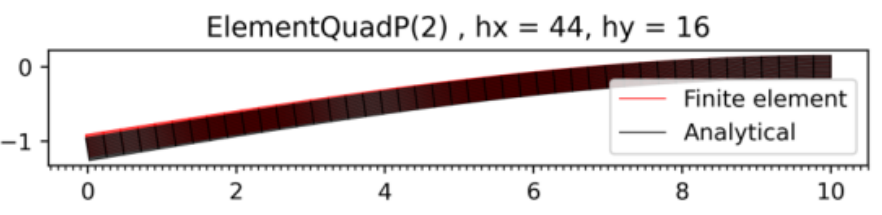 ElementQuadP(2) , hx = 44, hy = 16
0
Finite element
Analytical
−1
0 2 4 6 8 10